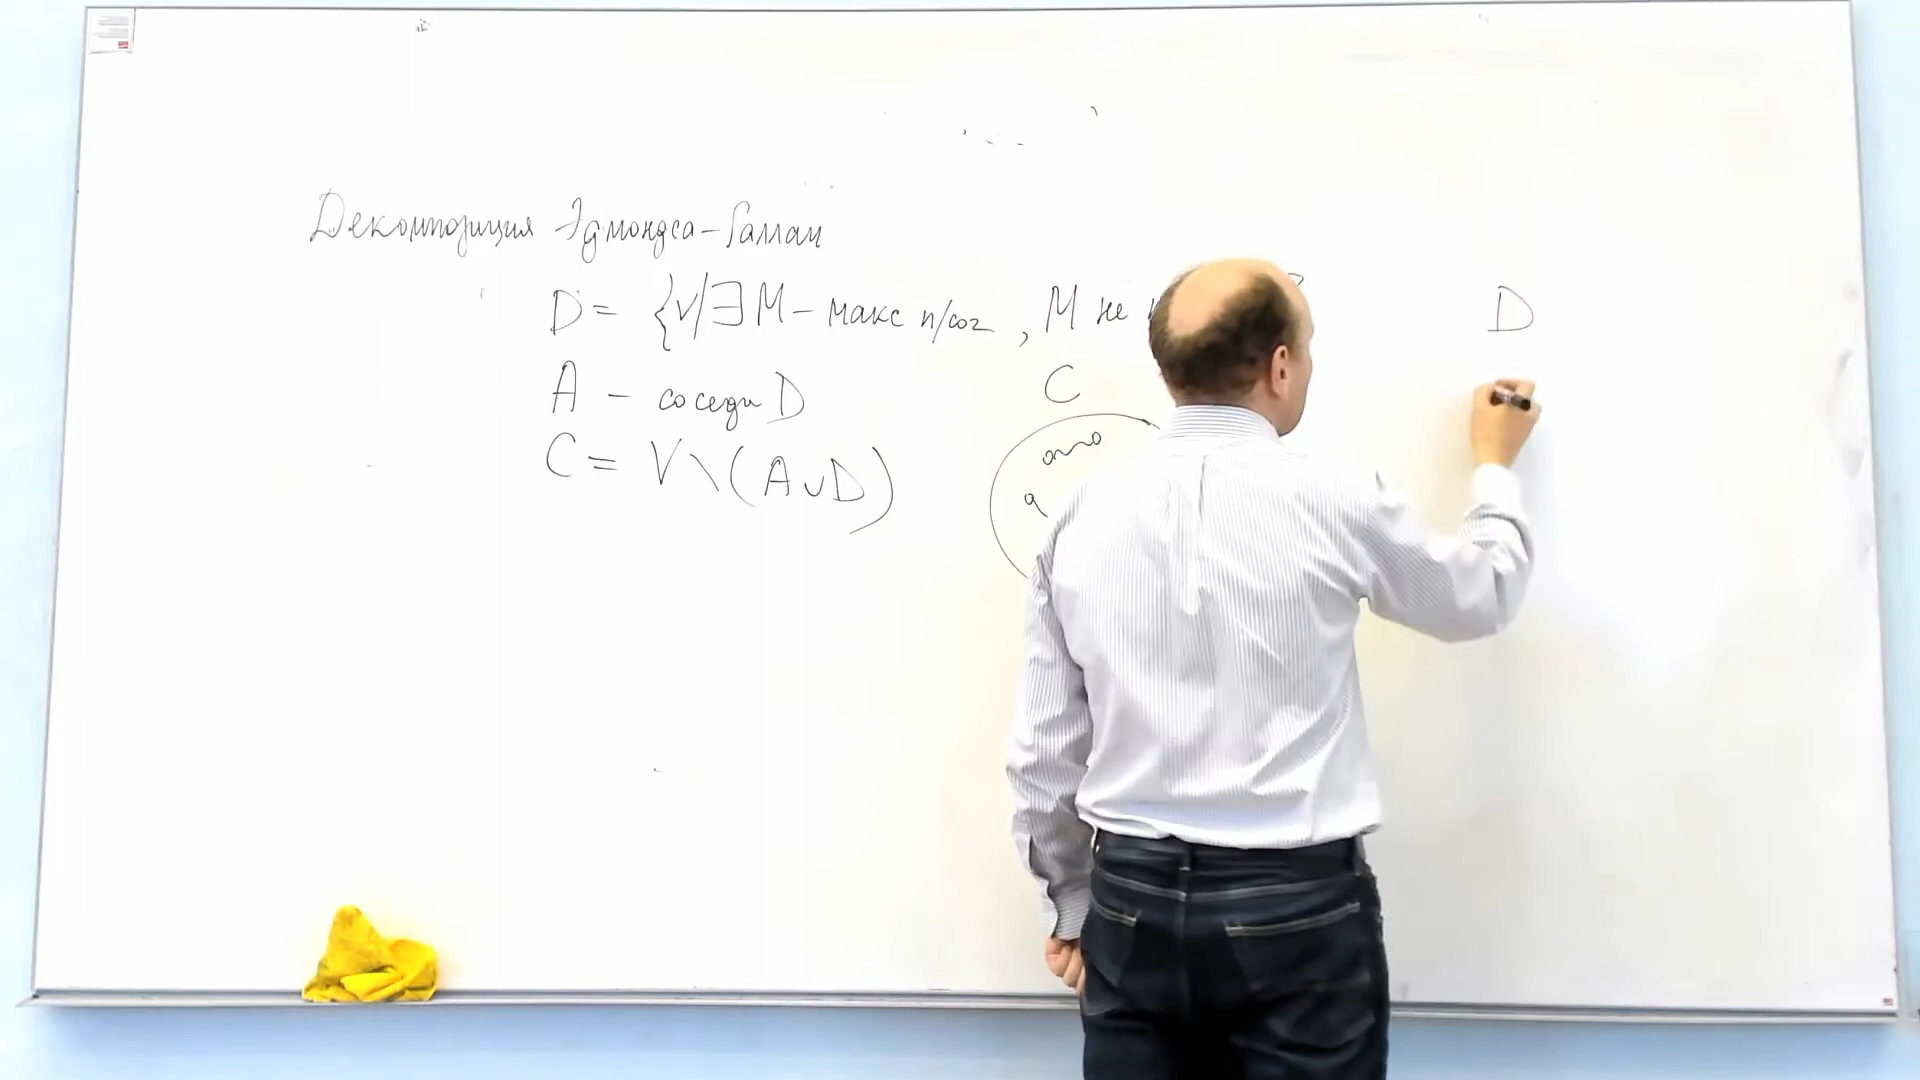 Декомпозиция Эдмондса-Галлаи
D = {v/∃ M - макс п/соч , M не
A - соседи D
C = V \ (A ∪ D)
C
D